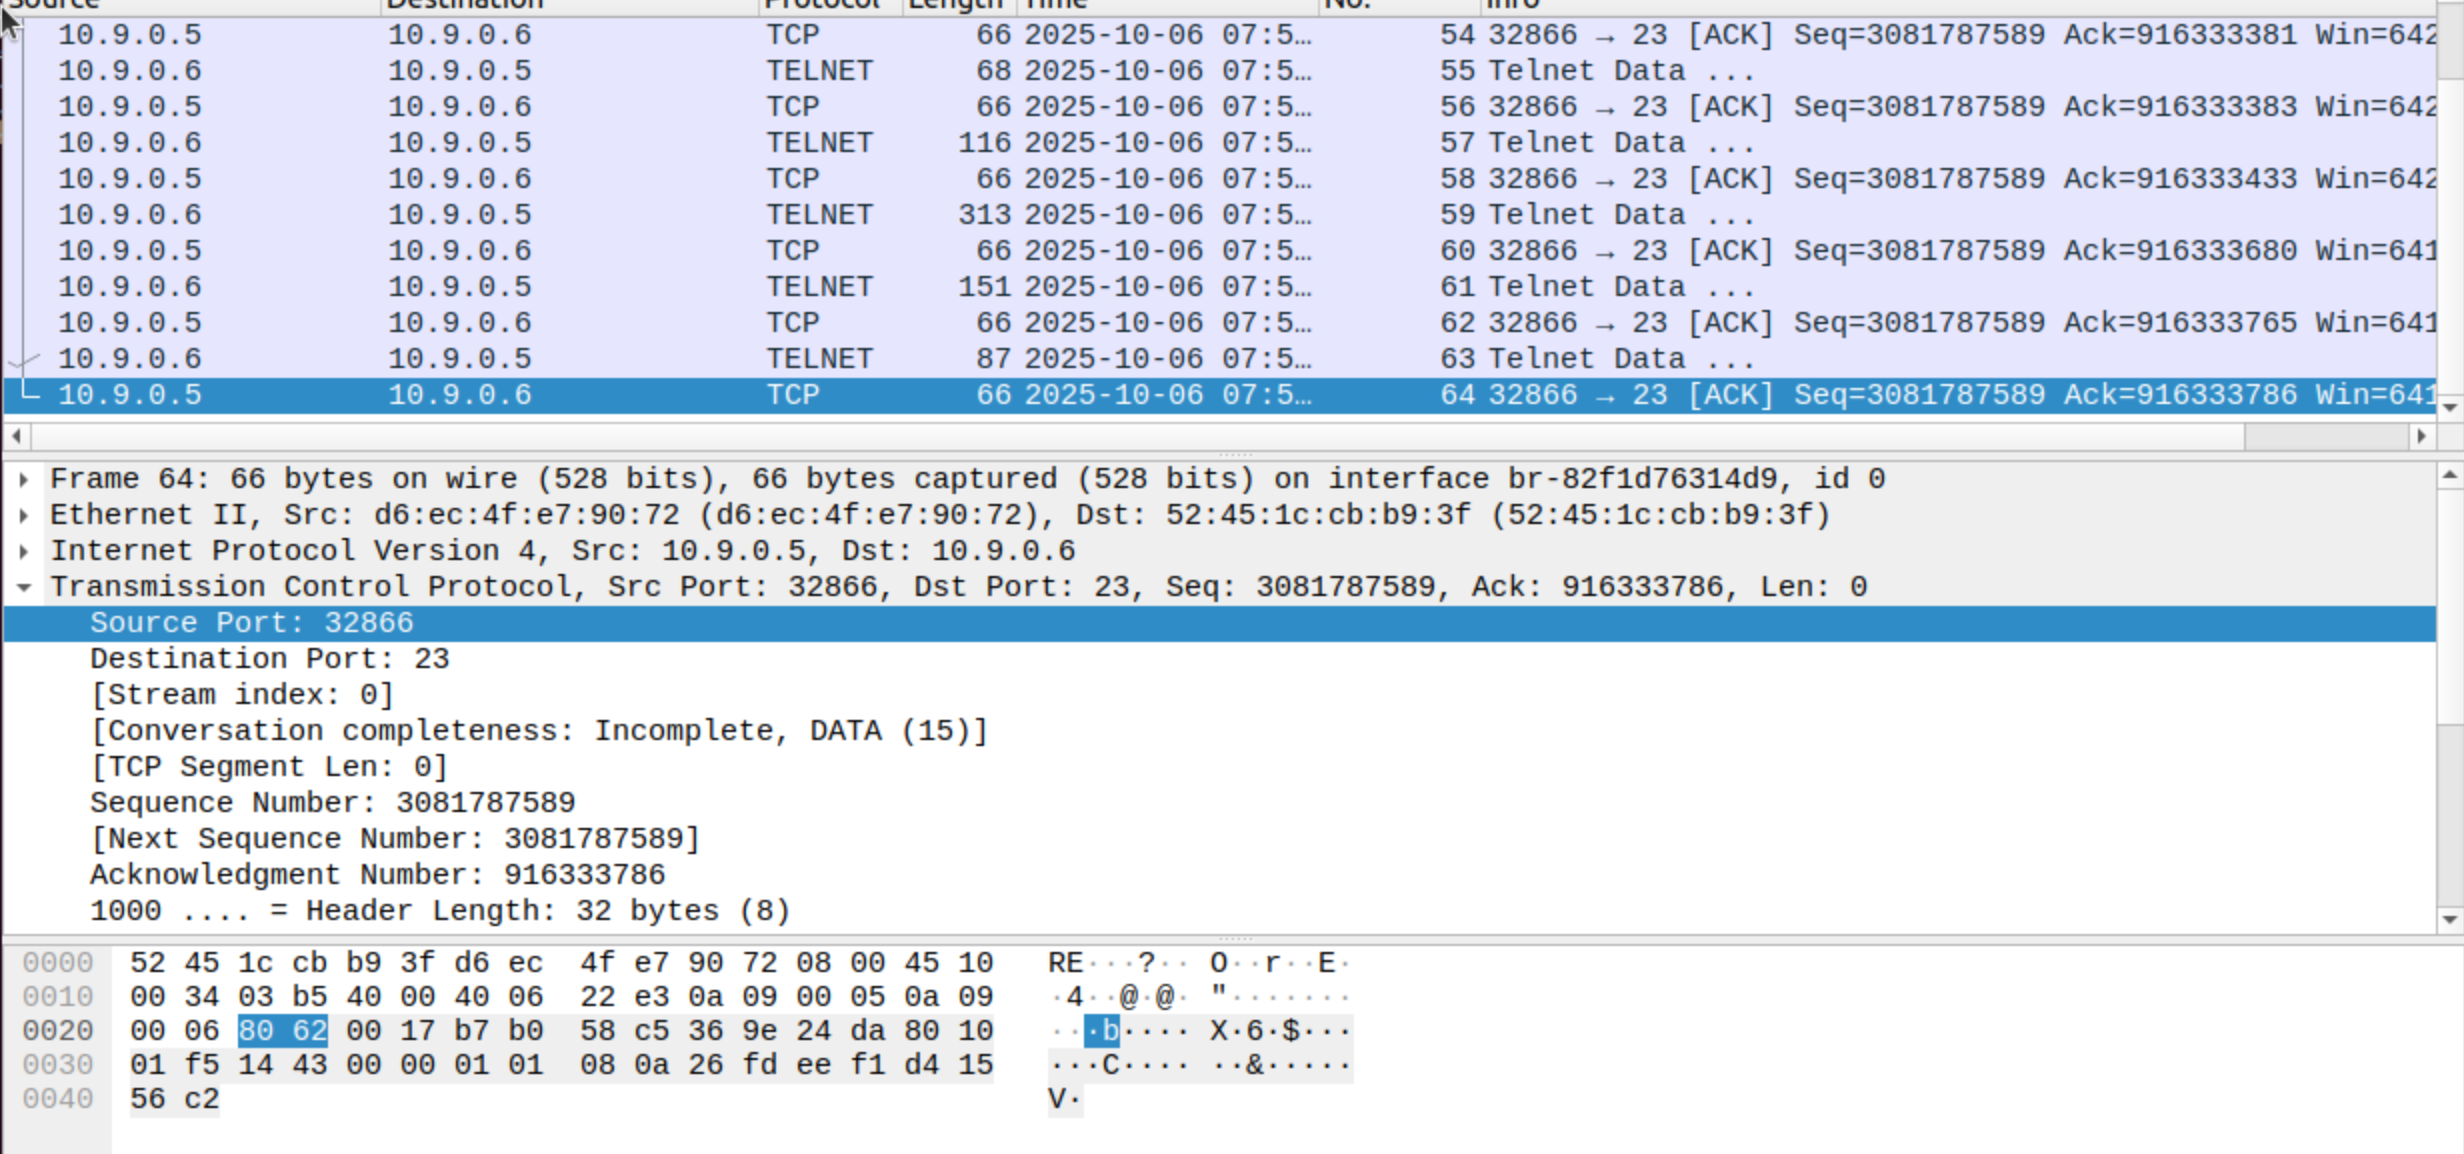 Source Destination Protocol Length Time No. Info
10.9.0.5 10.9.0.6 TCP 66 2025-10-06 07:5… 54 32866 → 23 [ACK] Seq=3081787589 Ack=916333381 Win=642
10.9.0.6 10.9.0.5 TELNET 68 2025-10-06 07:5… 55 Telnet Data ...
10.9.0.5 10.9.0.6 TCP 66 2025-10-06 07:5… 56 32866 → 23 [ACK] Seq=3081787589 Ack=916333383 Win=642
10.9.0.6 10.9.0.5 TELNET 116 2025-10-06 07:5… 57 Telnet Data ...
10.9.0.5 10.9.0.6 TCP 66 2025-10-06 07:5… 58 32866 → 23 [ACK] Seq=3081787589 Ack=916333433 Win=642
10.9.0.6 10.9.0.5 TELNET 313 2025-10-06 07:5… 59 Telnet Data ...
10.9.0.5 10.9.0.6 TCP 66 2025-10-06 07:5… 60 32866 → 23 [ACK] Seq=3081787589 Ack=916333680 Win=641
10.9.0.6 10.9.0.5 TELNET 151 2025-10-06 07:5… 61 Telnet Data ...
10.9.0.5 10.9.0.6 TCP 66 2025-10-06 07:5… 62 32866 → 23 [ACK] Seq=3081787589 Ack=916333765 Win=641
10.9.0.6 10.9.0.5 TELNET 87 2025-10-06 07:5… 63 Telnet Data ...
10.9.0.5 10.9.0.6 TCP 66 2025-10-06 07:5… 64 32866 → 23 [ACK] Seq=3081787589 Ack=916333786 Win=641
Frame 64: 66 bytes on wire (528 bits), 66 bytes captured (528 bits) on interface br-82f1d76314d9, id 0
Ethernet II, Src: d6:ec:4f:e7:90:72 (d6:ec:4f:e7:90:72), Dst: 52:45:1c:cb:b9:3f (52:45:1c:cb:b9:3f)
Internet Protocol Version 4, Src: 10.9.0.5, Dst: 10.9.0.6
Transmission Control Protocol, Src Port: 32866, Dst Port: 23, Seq: 3081787589, Ack: 916333786, Len: 0
Source Port: 32866
Destination Port: 23
[Stream index: 0]
[Conversation completeness: Incomplete, DATA (15)]
[TCP Segment Len: 0]
Sequence Number: 3081787589
[Next Sequence Number: 3081787589]
Acknowledgment Number: 916333786
1000 .... = Header Length: 32 bytes (8)
0000 52 45 1c cb b9 3f d6 ec 4f e7 90 72 08 00 45 10 RE···?·· O··r··E·
0010 00 34 03 b5 40 00 40 06 22 e3 0a 09 00 05 0a 09 ·4··@·@· "·······
0020 00 06 80 62 00 17 b7 b0 58 c5 36 9e 24 da 80 10 ···b···· X·6·$···
0030 01 f5 14 43 00 00 01 01 08 0a 26 fd ee f1 d4 15 ···C···· ··&·····
0040 56 c2 V·